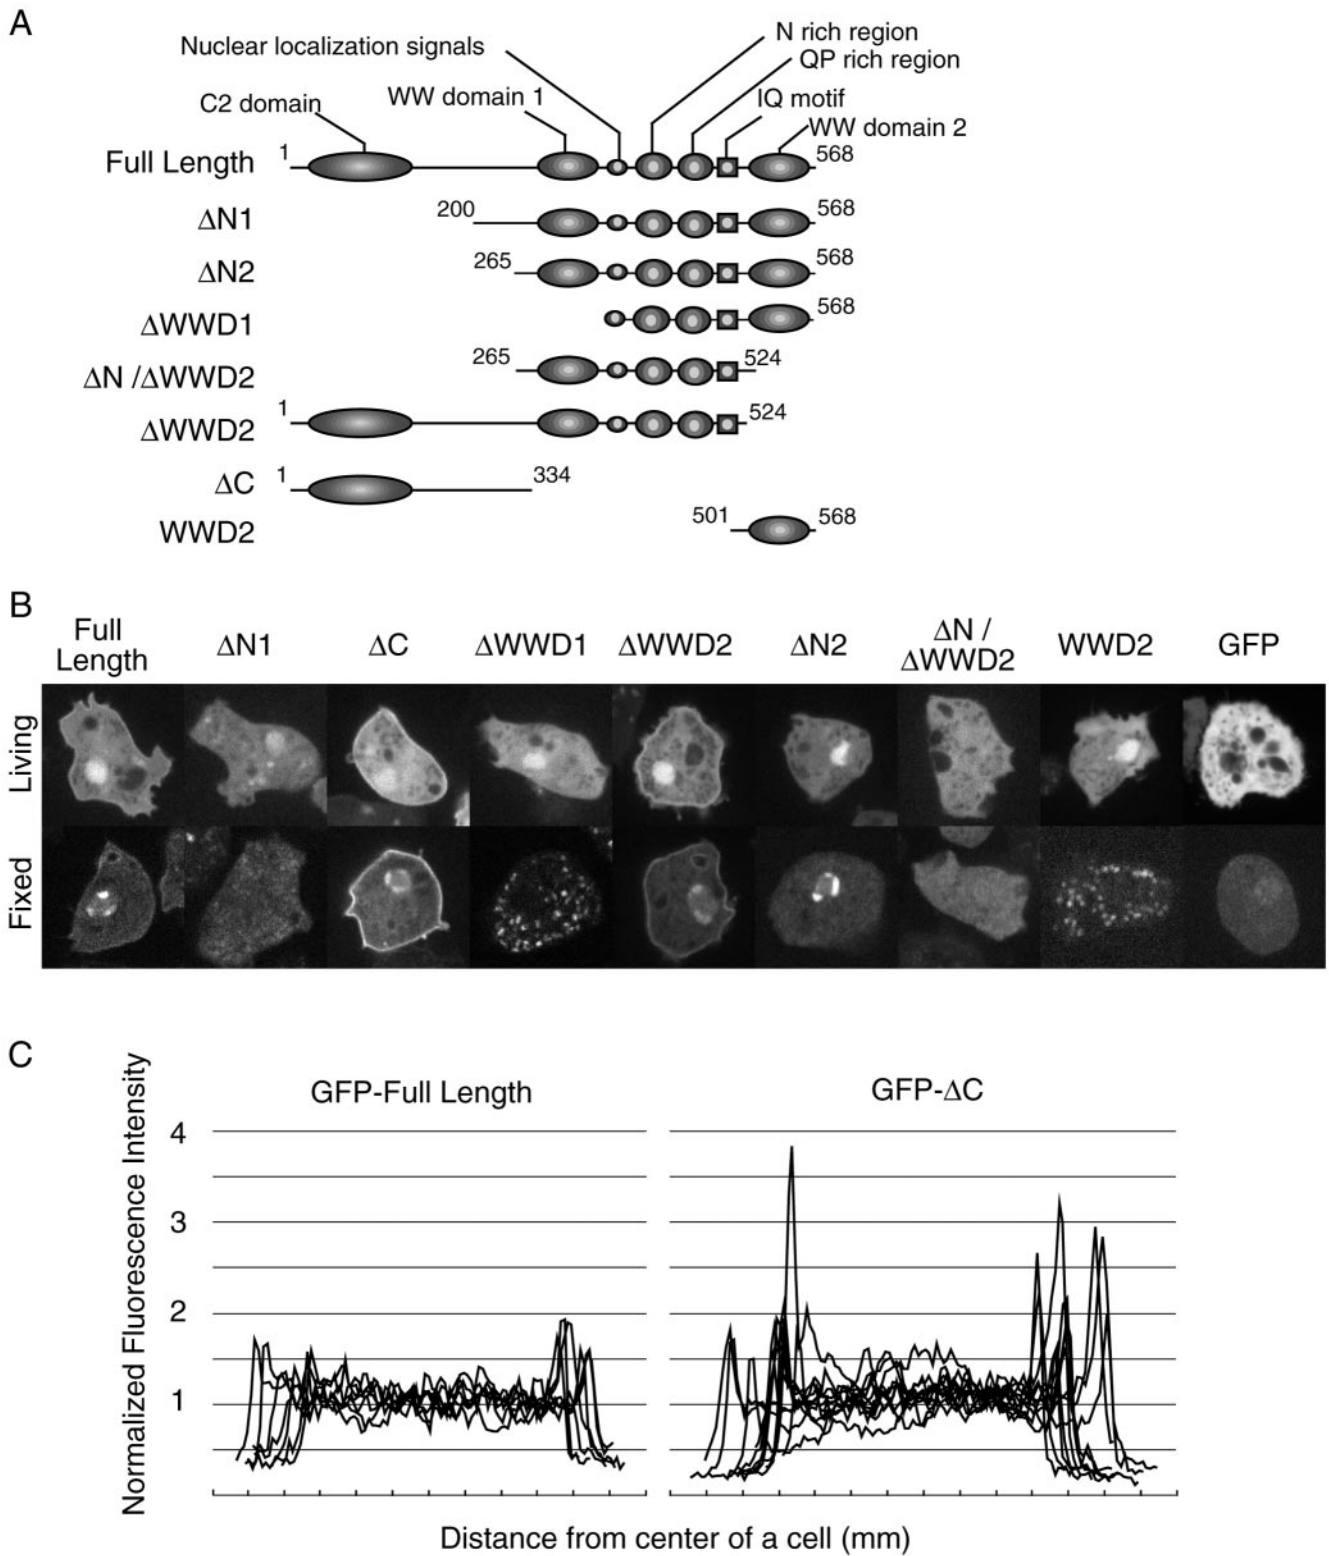 A
Nuclear localization signals
N rich region
QP rich region
C2 domain
WW domain 1
IQ motif
WW domain 2
Full Length
1
568
ΔN1
200
568
ΔN2
265
568
ΔWWD1
568
ΔN /ΔWWD2
265
524
ΔWWD2
1
524
ΔC
1
334
WWD2
501
568
B
Full
Length
ΔN1
ΔC
ΔWWD1
ΔWWD2
ΔN2
ΔN /
ΔWWD2
WWD2
GFP
Living
Fixed
C
GFP-Full Length
GFP-ΔC
Normalized Fluorescence Intensity
4
3
2
1
Distance from center of a cell (mm)